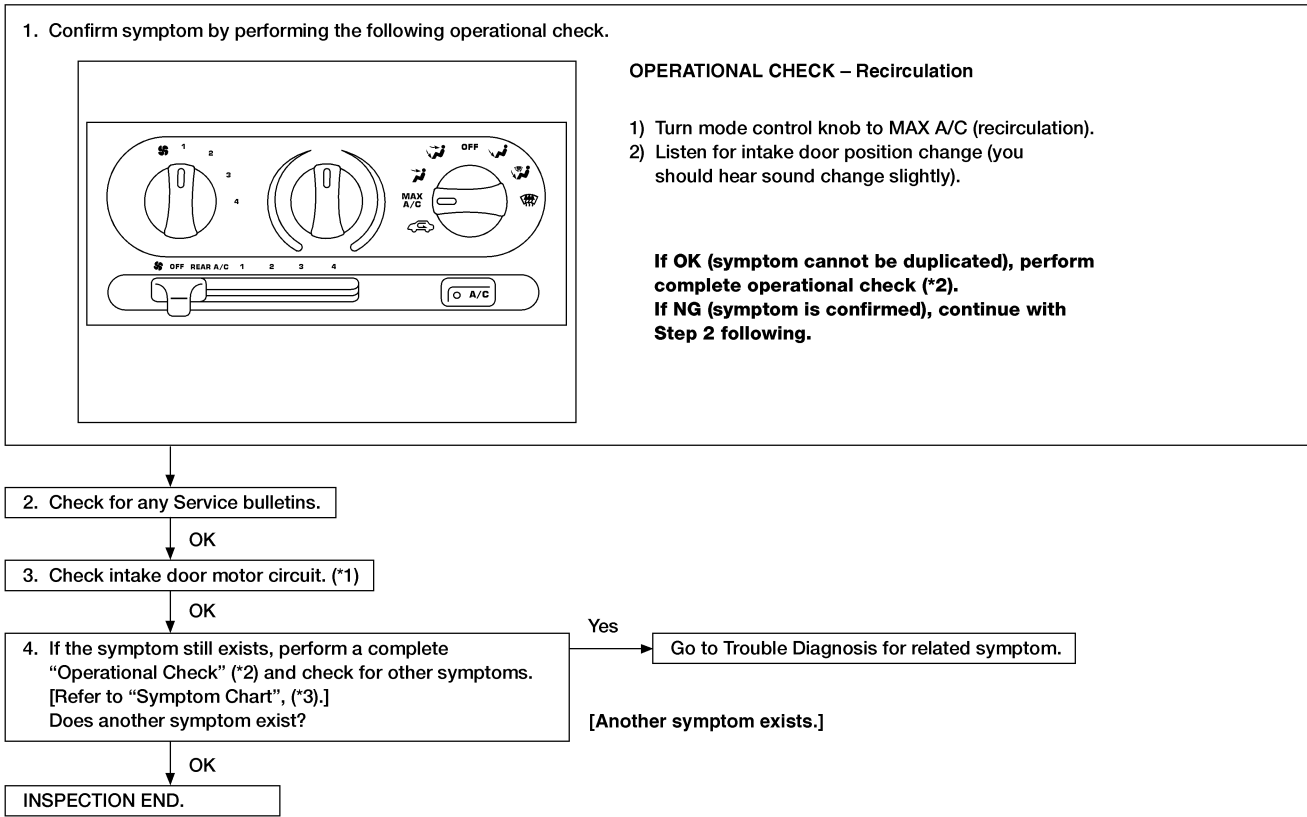 1. Confirm symptom by performing the following operational check.
OPERATIONAL CHECK – Recirculation
1) Turn mode control knob to MAX A/C (recirculation).
2) Listen for intake door position change (you
should hear sound change slightly).
If OK (symptom cannot be duplicated), perform
complete operational check (*2).
If NG (symptom is confirmed), continue with
Step 2 following.
1
2
3
4
OFF
MAX
A/C
OFF REAR A/C 1 2 3 4
A/C
2. Check for any Service bulletins.
OK
3. Check intake door motor circuit. (*1)
OK
4. If the symptom still exists, perform a complete
“Operational Check” (*2) and check for other symptoms.
[Refer to “Symptom Chart”, (*3).]
Does another symptom exist?
Yes
Go to Trouble Diagnosis for related symptom.
[Another symptom exists.]
OK
INSPECTION END.